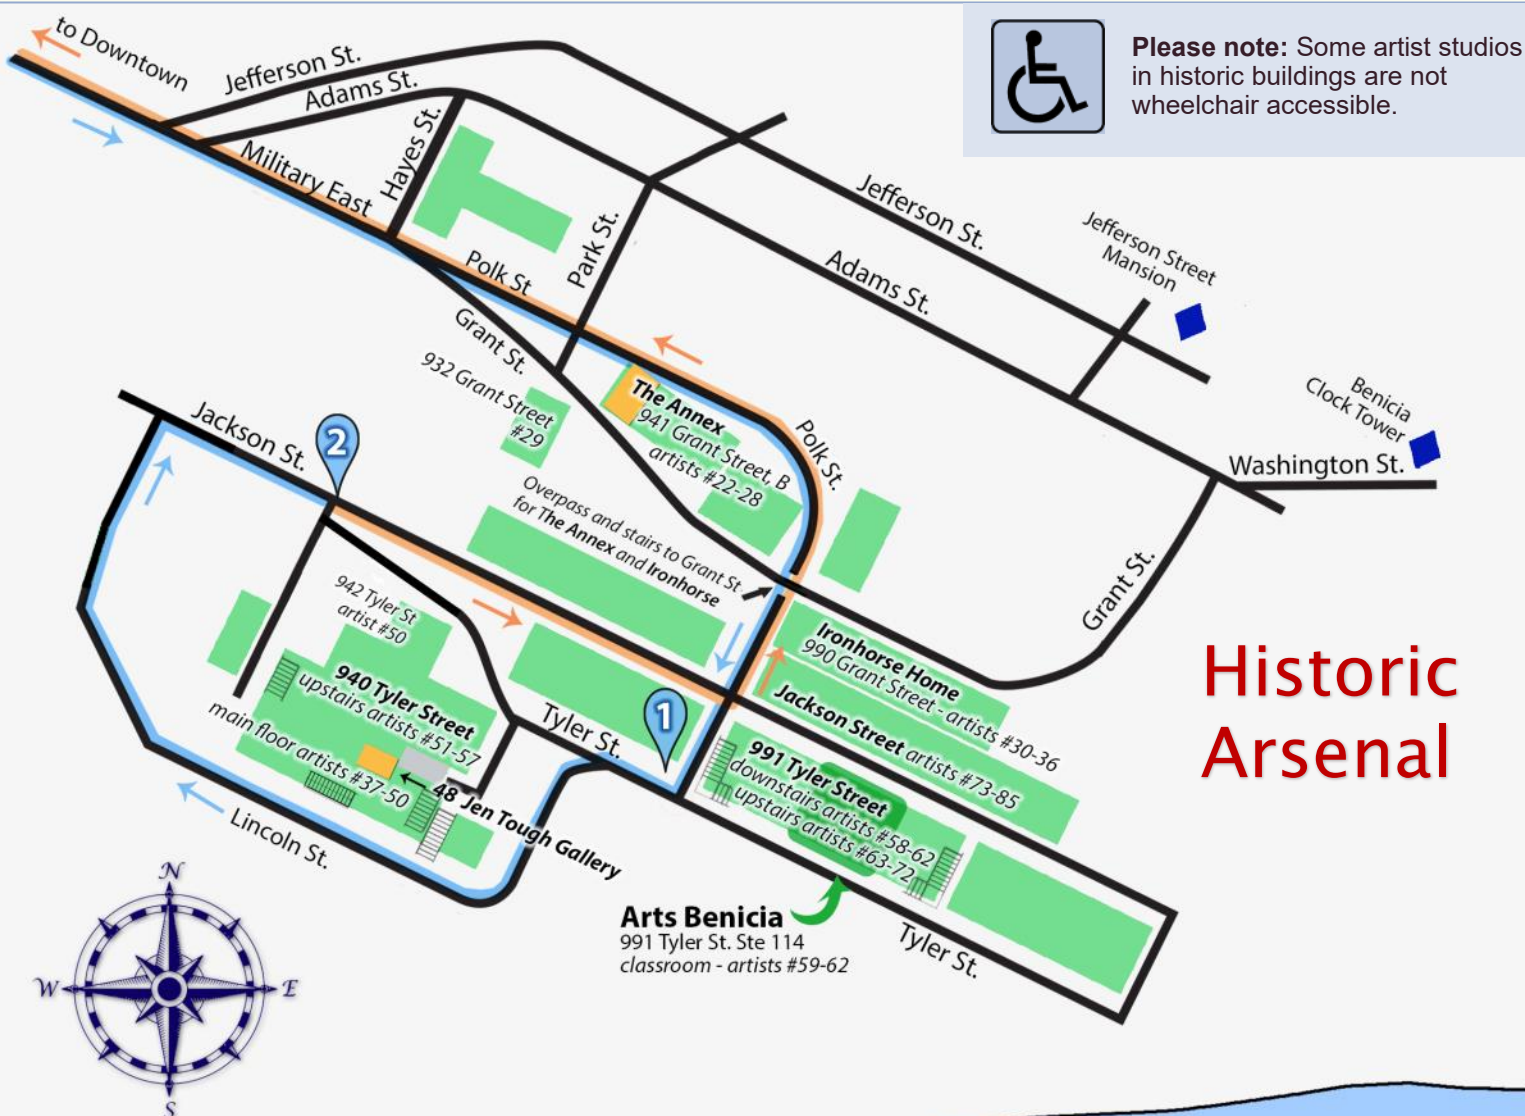 to Downtown
Jefferson St.
Adams St.
Hayes St.
Military East
Please note: Some artist studios
in historic buildings are not
wheelchair accessible.
Polk St
Park St.
Grant St.
Jefferson St.
Adams St.
Jefferson Street
Mansion
Benicia
Clock Tower
Washington St.
932 Grant Street
#29
The Annex
941 Grant Street, B
artists #22-28
Polk St.
Jackson St.
2
Overpass and stairs to Grant St
for The Annex and Ironhorse
Grant St.
942 Tyler St
artist #50
940 Tyler Street
upstairs artists #51-57
main floor artists #37-50
48 Jen Tough Gallery
Tyler St.
1
Ironhorse Home
990 Grant Street - artists #30-36
Jackson Street artists #73-85
991 Tyler Street
downstairs artists #58-62
upstairs artists #63-72
Historic
Arsenal
Lincoln St.
Arts Benicia
991 Tyler St. Ste 114
classroom - artists #59-62
Tyler St.
N
W
E
S